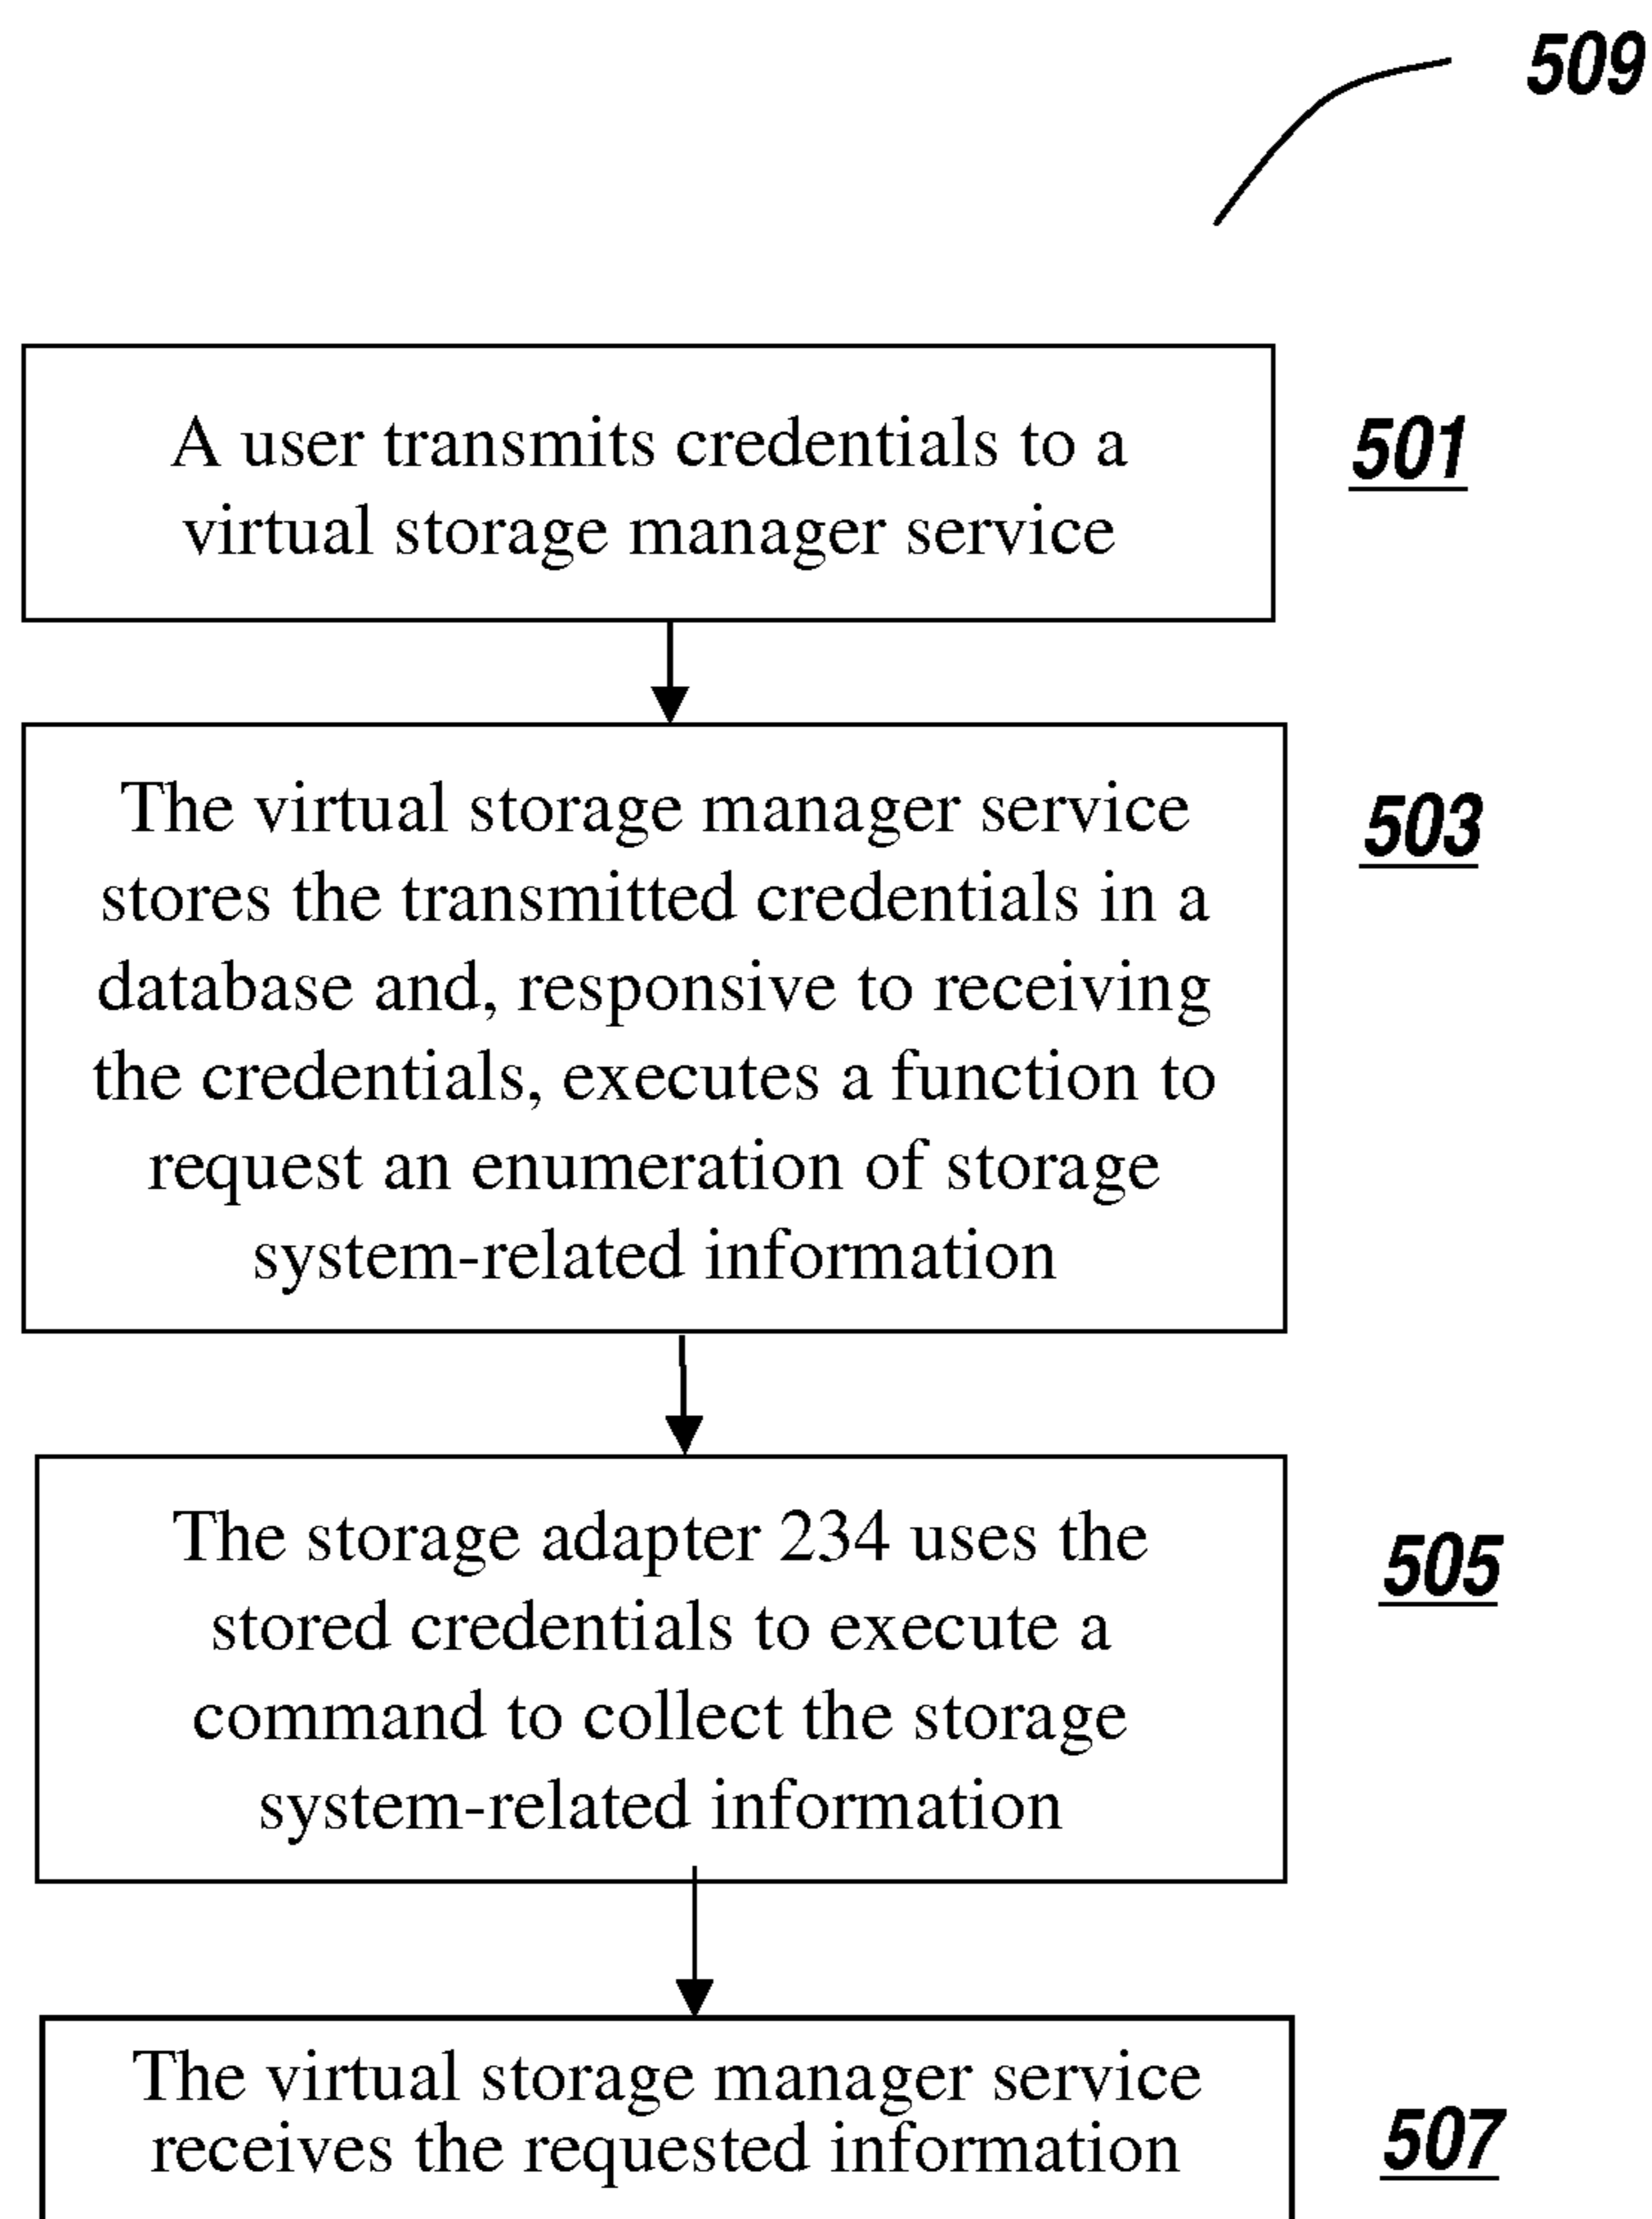 509
A user transmits credentials to a
virtual storage manager service
501
The virtual storage manager service
stores the transmitted credentials in a
database and, responsive to receiving
the credentials, executes a function to
request an enumeration of storage
system-related information
503
The storage adapter 234 uses the
stored credentials to execute a
command to collect the storage
system-related information
505
The virtual storage manager service
receives the requested information
507